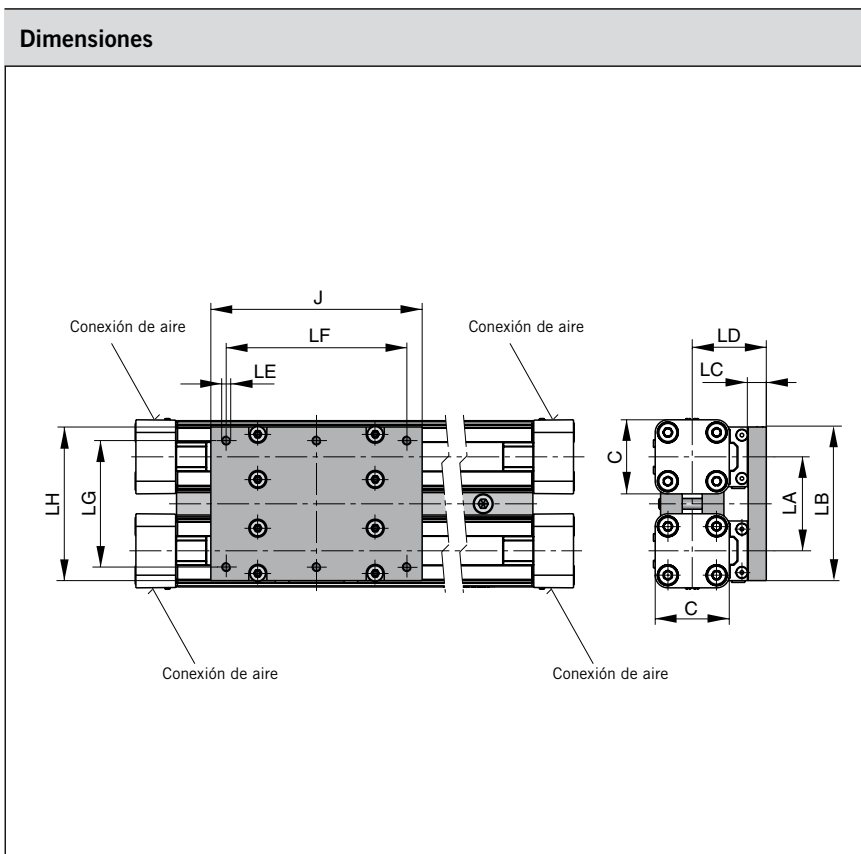 Dimensiones
J
Conexión de aire
Conexión de aire
LF
LD
LE
LC
LH
LG
C
LA
LB
C
Conexión de aire
Conexión de aire